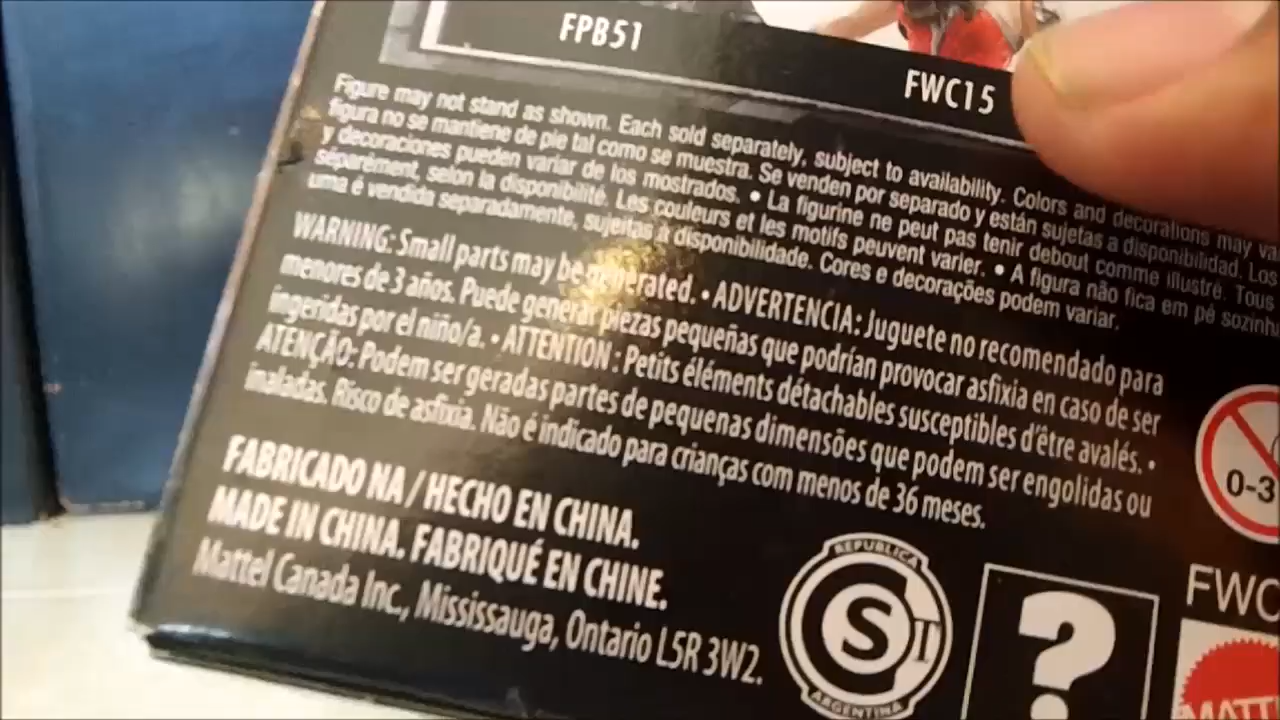 FPB51
FWC15
Figure may not stand as shown. Each sold separately, subject to availability. Colors and decorations may
figura no se mantiene de pie tal como se muestra. Se venden por separado y están sujetas a disponibilidad. Los
y decoraciones pueden variar de los mostrados. • La figurine ne peut pas tenir debout comme illustré. Tous
séparément, selon la disponibilité. Les couleurs et les motifs peuvent varier. • A figura não fica em pé
uma é vendida separadamente, sujeitas à disponibilidade. Cores e decorações podem variar.
WARNING: Small parts may be generated. • ADVERTENCIA: Juguete no recomendado para
menores de 3 años. Puede generar piezas pequeñas que podrían provocar asfixia en caso de ser
ingeridas por el niño/a. • ATTENTION : Petits éléments détachables susceptibles d'être avalés. •
ATENÇÃO: Podem ser geradas partes de pequenas dimensões que podem ser engolidas ou
inaladas. Risco de asfixia. Não é indicado para crianças com menos de 36 meses.
0-3
FABRICADO NA / HECHO EN CHINA.
MADE IN CHINA. FABRIQUÉ EN CHINE.
Mattel Canada Inc., Mississauga, Ontario L5R 3W2.
REPUBLICA
S
ARGENTINA
?
FWC
MATT